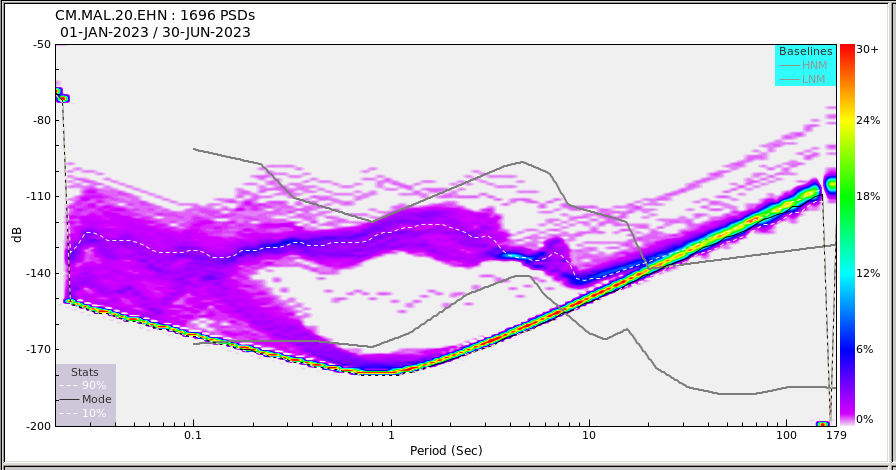 CM.MAL.20.EHN : 1696 PSDs
01-JAN-2023 / 30-JUN-2023
-50
-80
-110
-140
-170
-200
dB
Baselines
HNM
LNM
30+
24%
18%
12%
6%
0%
Stats
90%
Mode
10%
0.1
1
10
100
179
Period (Sec)